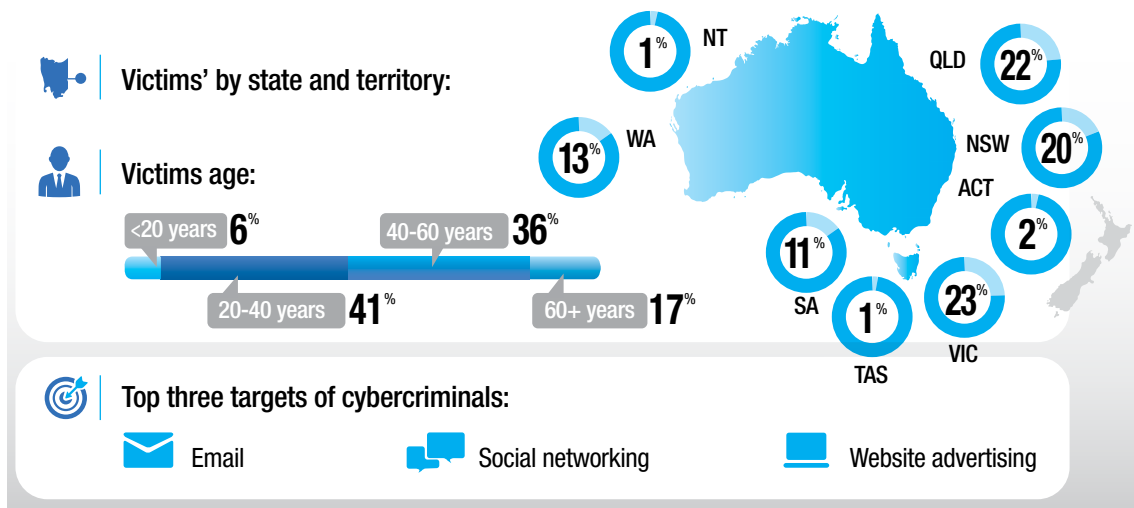 Victims' by state and territory:
1% NT
QLD 22%
WA 13%
NSW 20%
ACT 2%
11% SA
1% TAS
23% VIC
Victims age:
<20 years 6%
40-60 years 36%
20-40 years 41%
60+ years 17%
Top three targets of cybercriminals:
Email
Social networking
Website advertising